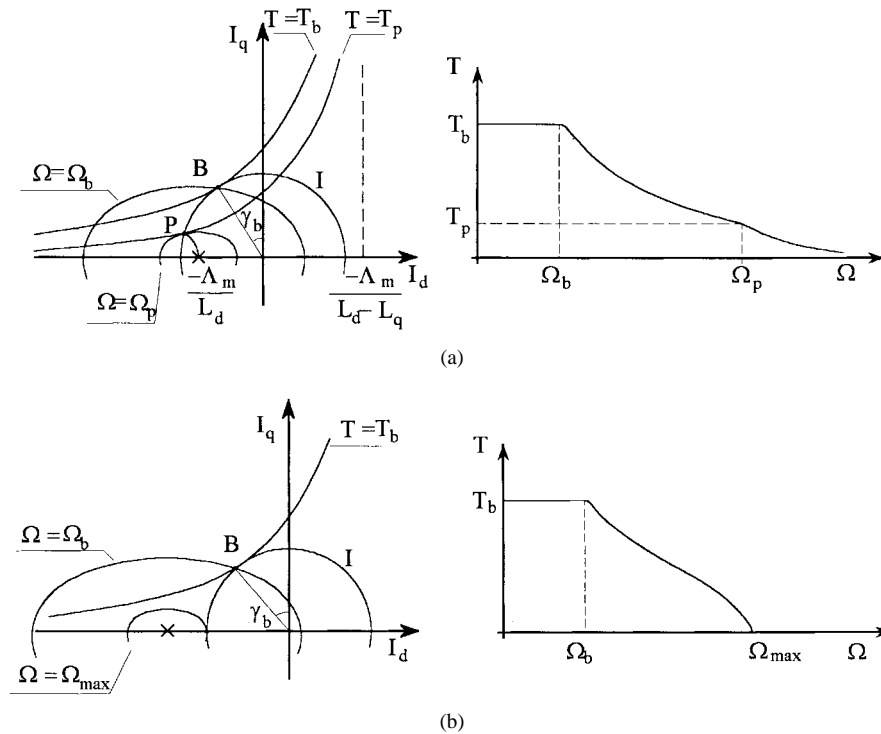 T = T_b
T = T_p
I_q
Ω = Ω_b
B
I
P
γ_b
-Λ_m
L_d
-Λ_m
L_d - L_q
I_d
Ω = Ω_p
T
T_b
T_p
Ω_b
Ω_p
Ω
(a)
I_q
T = T_b
Ω = Ω_b
B
I
γ_b
I_d
Ω = Ω_max
T
T_b
Ω_b
Ω_max
Ω
(b)